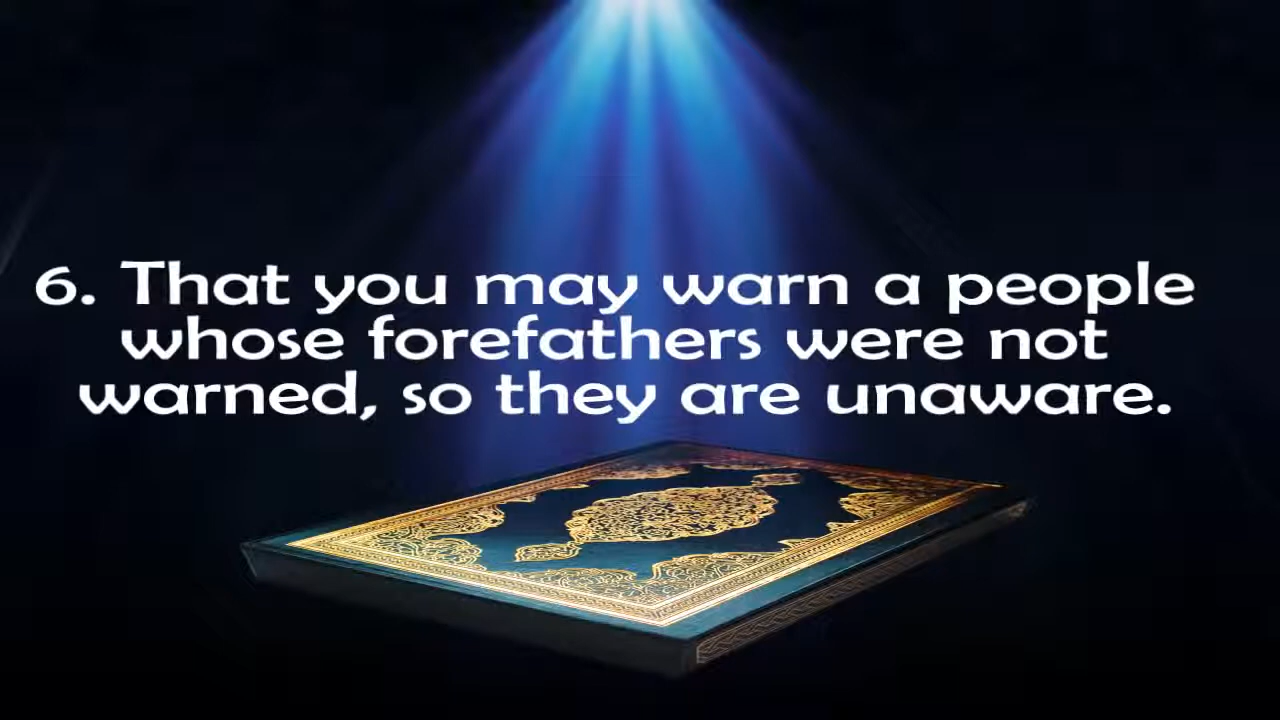 6. That you may warn a people
whose forefathers were not
warned, so they are unaware.